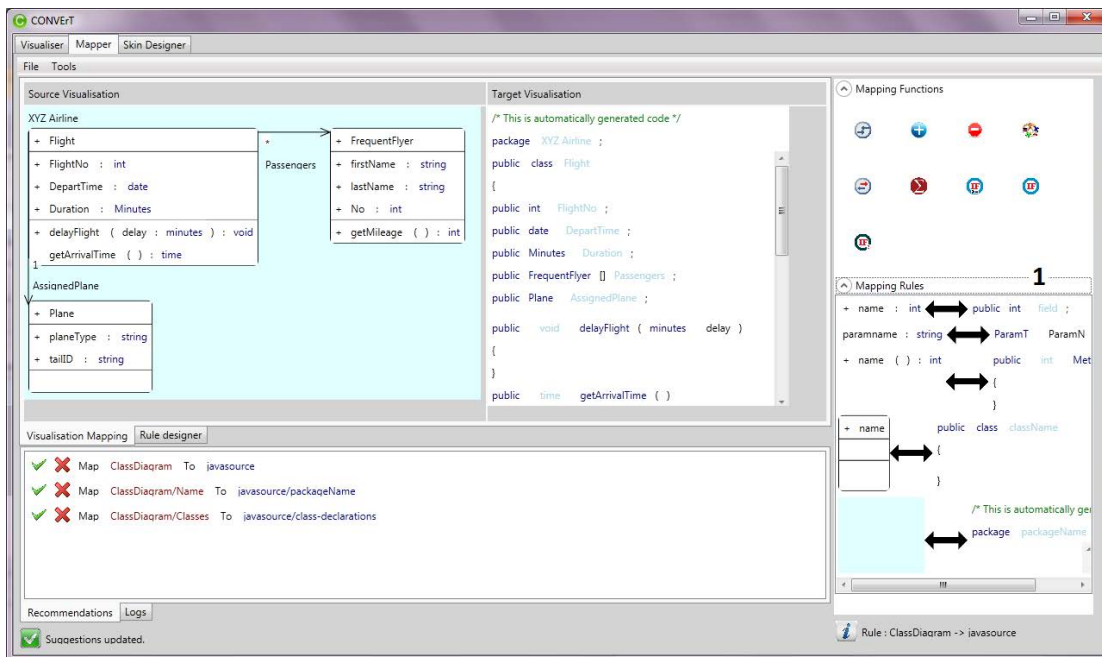 CONVErT
Visualiser Mapper Skin Designer
File Tools
Source Visualisation
XYZ Airline
+ Flight
+ FlightNo : int
+ DepartTime : date
+ Duration : Minutes
+ delayFlight ( delay : minutes ) : void
getArrivalTime ( ) : time
*
Passengers
+ FrequentFlyer
+ firstName : string
+ lastName : string
+ No : int
+ getMileage ( ) : int
1
AssignedPlane
+ Plane
+ planeType : string
+ tailID : string
Target Visualisation
/* This is automatically generated code */
package XYZ Airline ;
public class Flight
{
public int FlightNo ;
public date DepartTime ;
public Minutes Duration ;
public FrequentFlyer [] Passengers ;
public Plane AssignedPlane ;
public void delayFlight ( minutes delay )
{
}
public time getArrivalTime ( )
Mapping Functions
IF
IF
IF
1
Mapping Rules
+ name : int public int field ;
paramname : string ParamT ParamN
+ name ( ) : int public int Met
{
}
+ name public class className
{
}
/* This is automatically ge
package packageName
Visualisation Mapping Rule designer
Map ClassDiagram To javasource
Map ClassDiagram/Name To javasource/packageName
Map ClassDiagram/Classes To javasource/class-declarations
Recommendations Logs
Suggestions updated.
Rule : ClassDiagram -> javasource